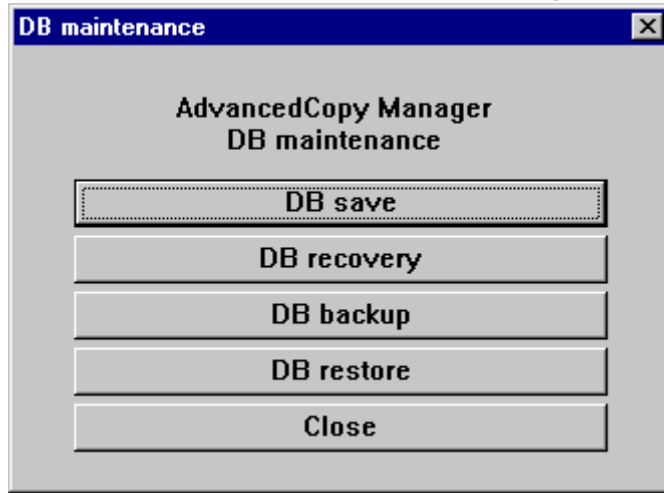 DB maintenance
AdvancedCopy Manager
DB maintenance
DB save
DB recovery
DB backup
DB restore
Close